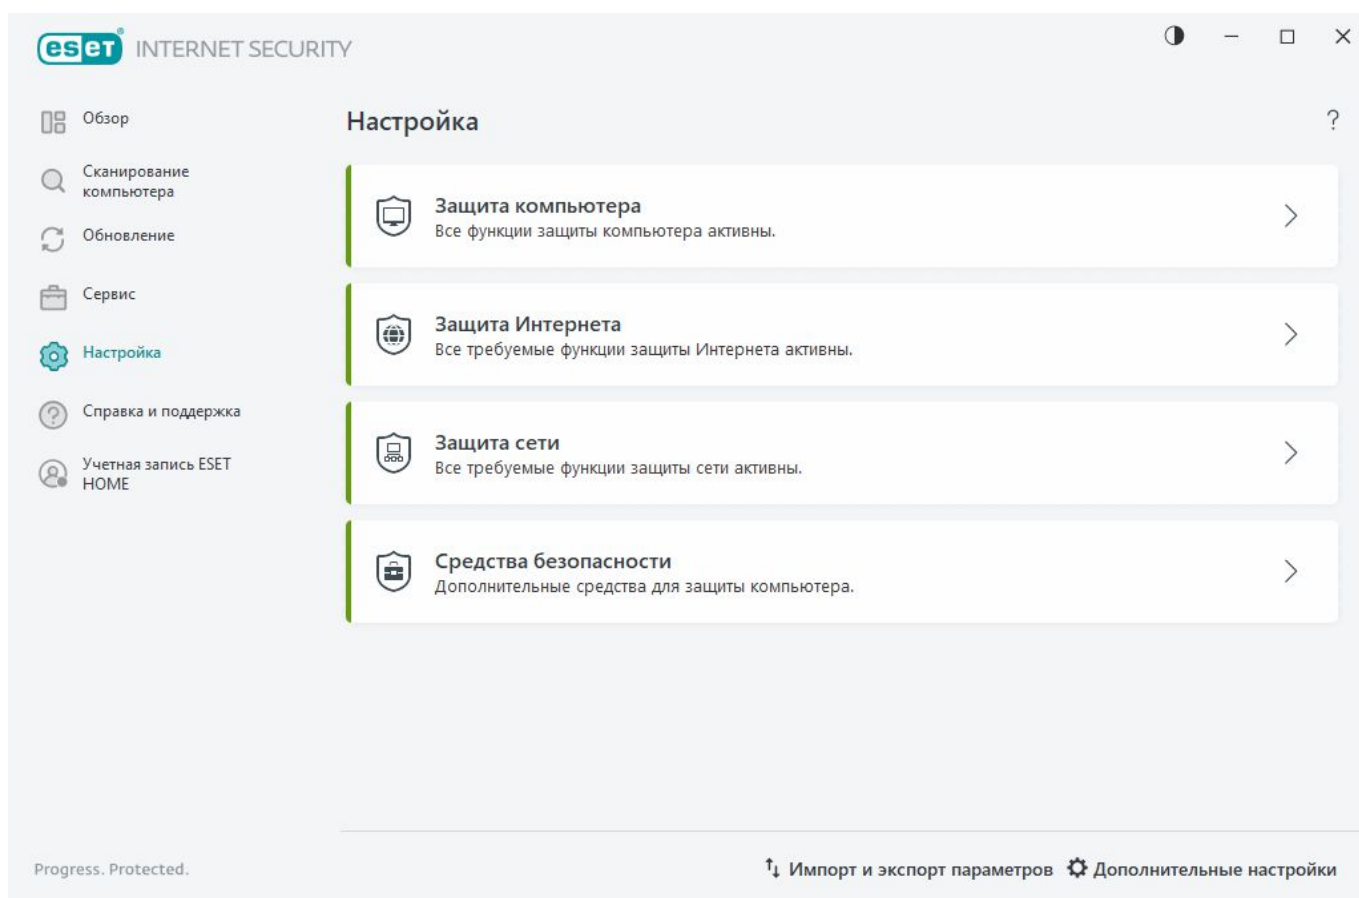 eset® INTERNET SECURITY
Обзор
Сканирование
компьютера
Обновление
Сервис
Настройка
Справка и поддержка
Учетная запись ESET
HOME
Настройка
?
Защита компьютера
Все функции защиты компьютера активны.
Защита Интернета
Все требуемые функции защиты Интернета активны.
Защита сети
Все требуемые функции защиты сети активны.
Средства безопасности
Дополнительные средства для защиты компьютера.
Progress. Protected.
Импорт и экспорт параметров
Дополнительные настройки